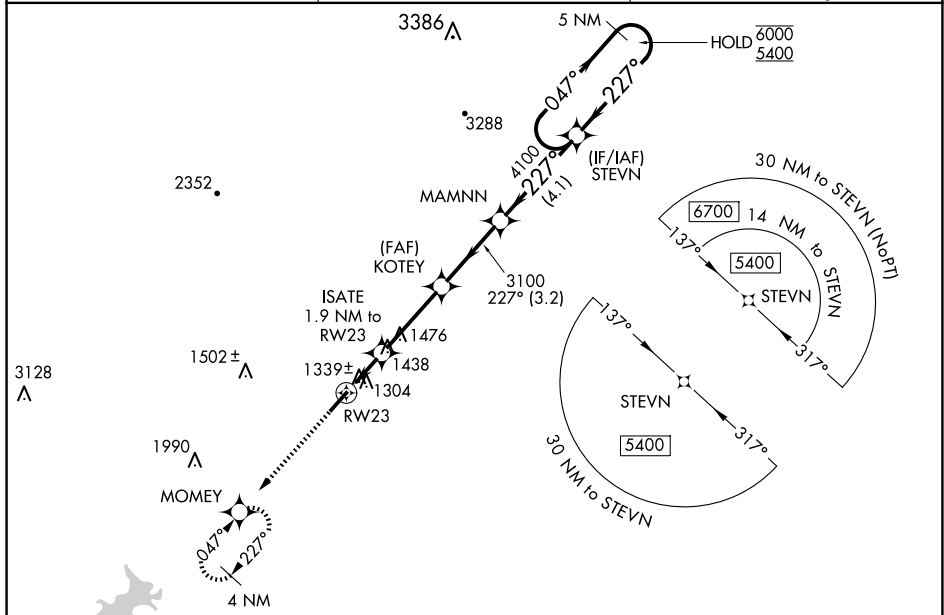 3386
5 NM
HOLD 6000
5400
047°
227°
3288
(IF/IAF)
STEVN
4100
227°
(4.1)
2352
MAMNN
30 NM to STEVN (NoPT)
6700
14 NM to STEVN
137°
5400
STEVN
317°
(FAF)
KOTEY
3100
227° (3.2)
ISATE
1.9 NM to
RW23
1476
1438
1502 ±
1339 ±
1304
3128
RW23
137°
STEVN
317°
5400
30 NM to STEVN
1990
MOMEY
047°
227°
4 NM